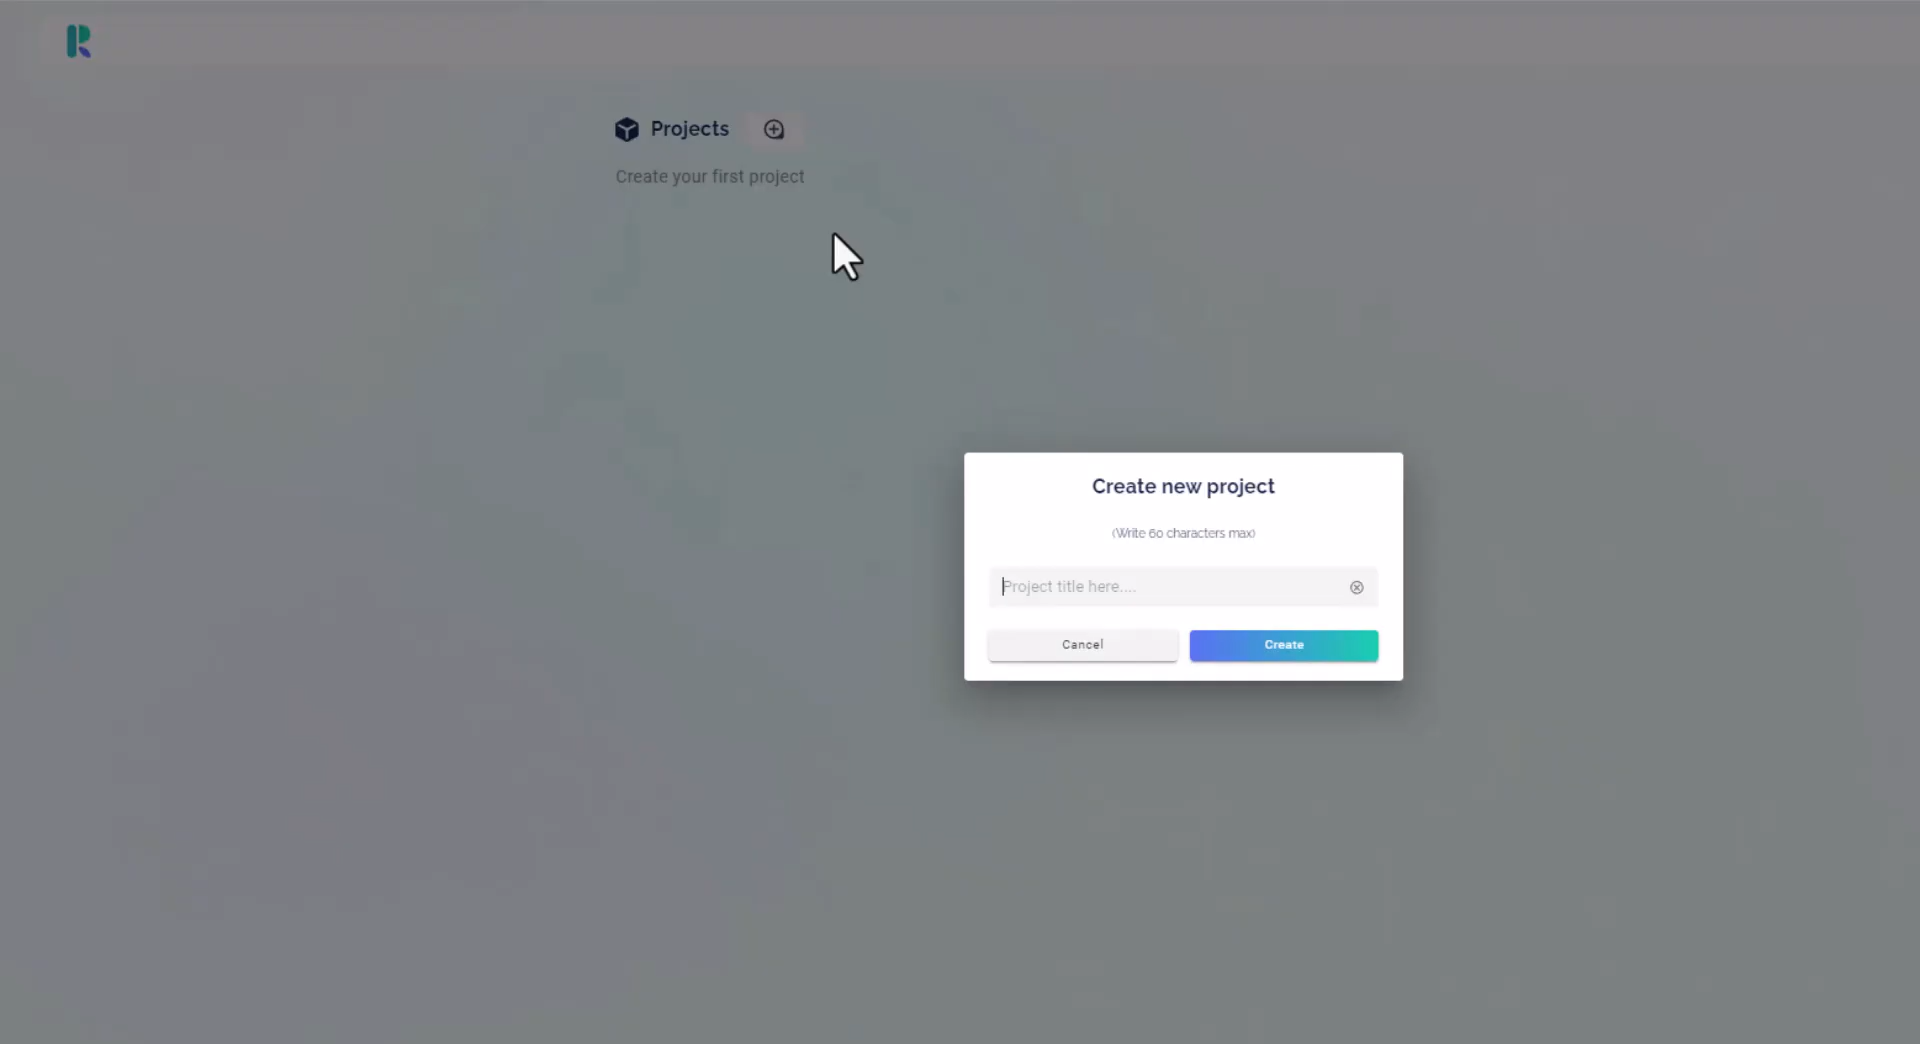 Projects
Create your first project
Create new project
(Write 60 characters max)
Project title here....
Cancel
Create